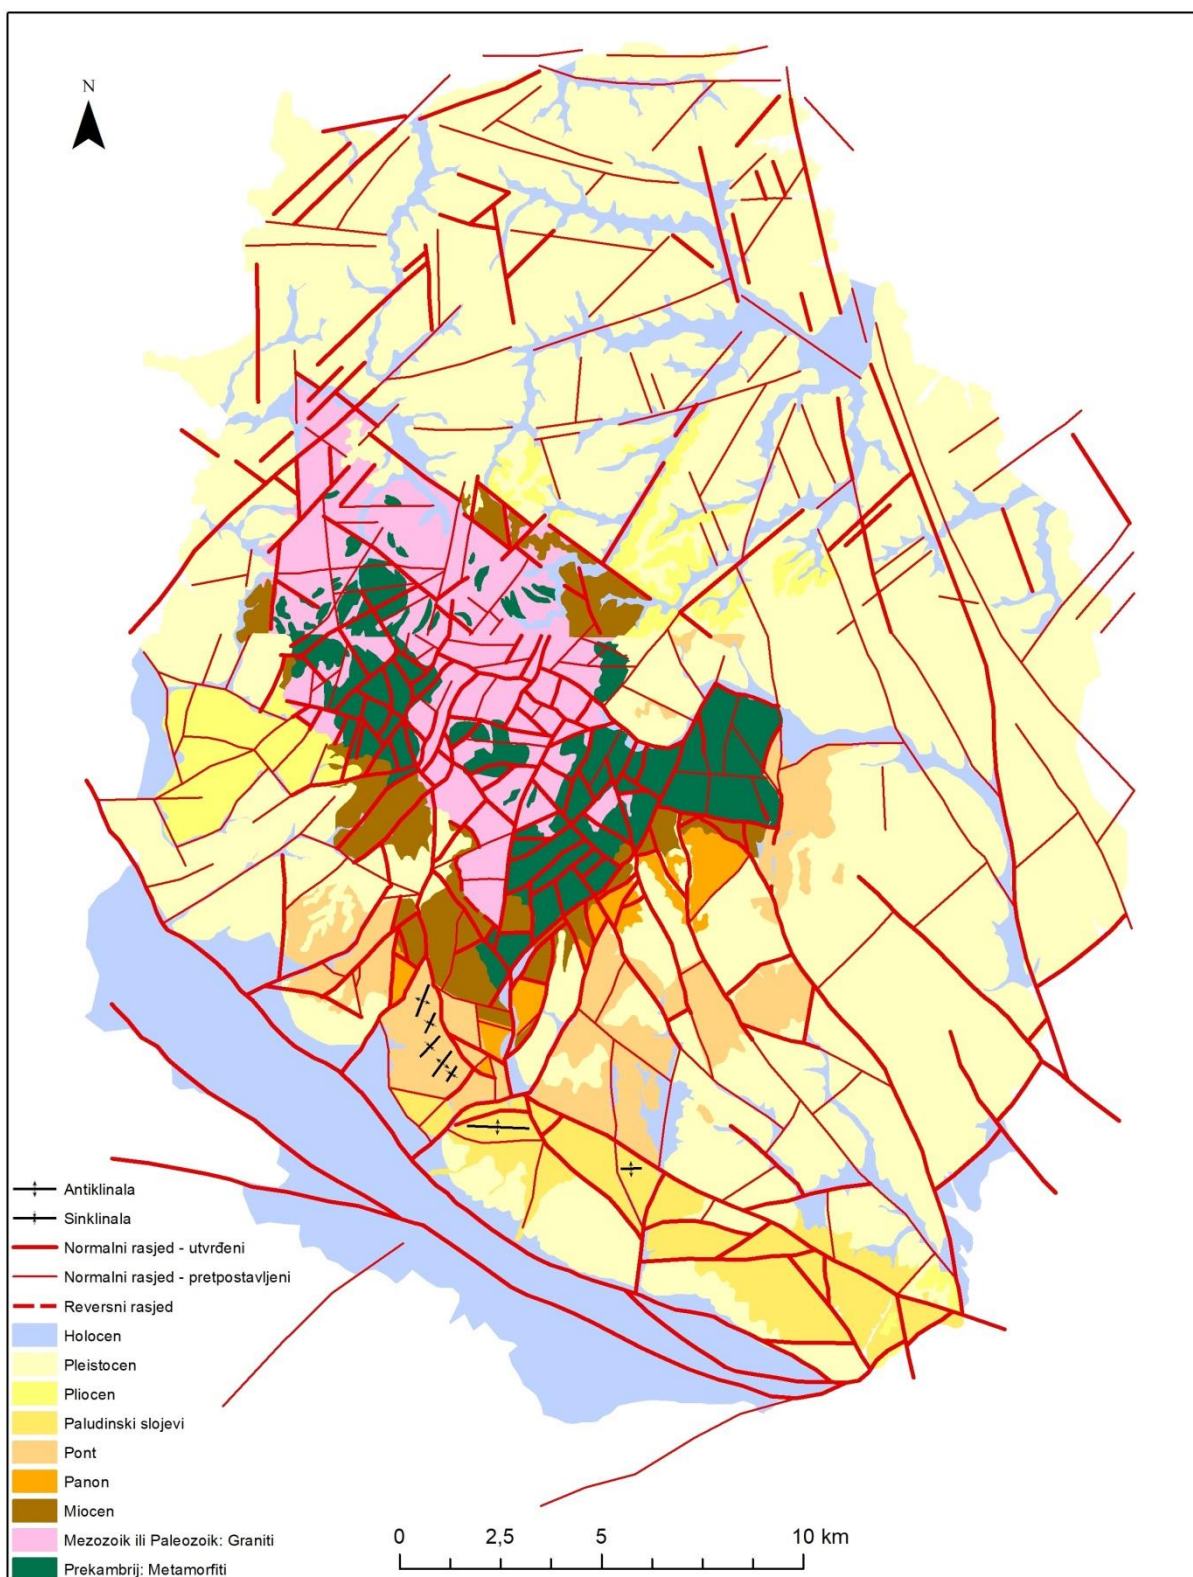 N
Antiklinala
Sinklinala
Normalni rasjed - utvrđeni
Normalni rasjed - pretpostavljeni
Reversni rasjed
Holocen
Pleistocen
Pliocen
Paludinski slojevi
Pont
Panon
Miocen
Mezozoik ili Paleozoik: Graniti
Prekambrij: Metamorfiti
0 2,5 5 10 km